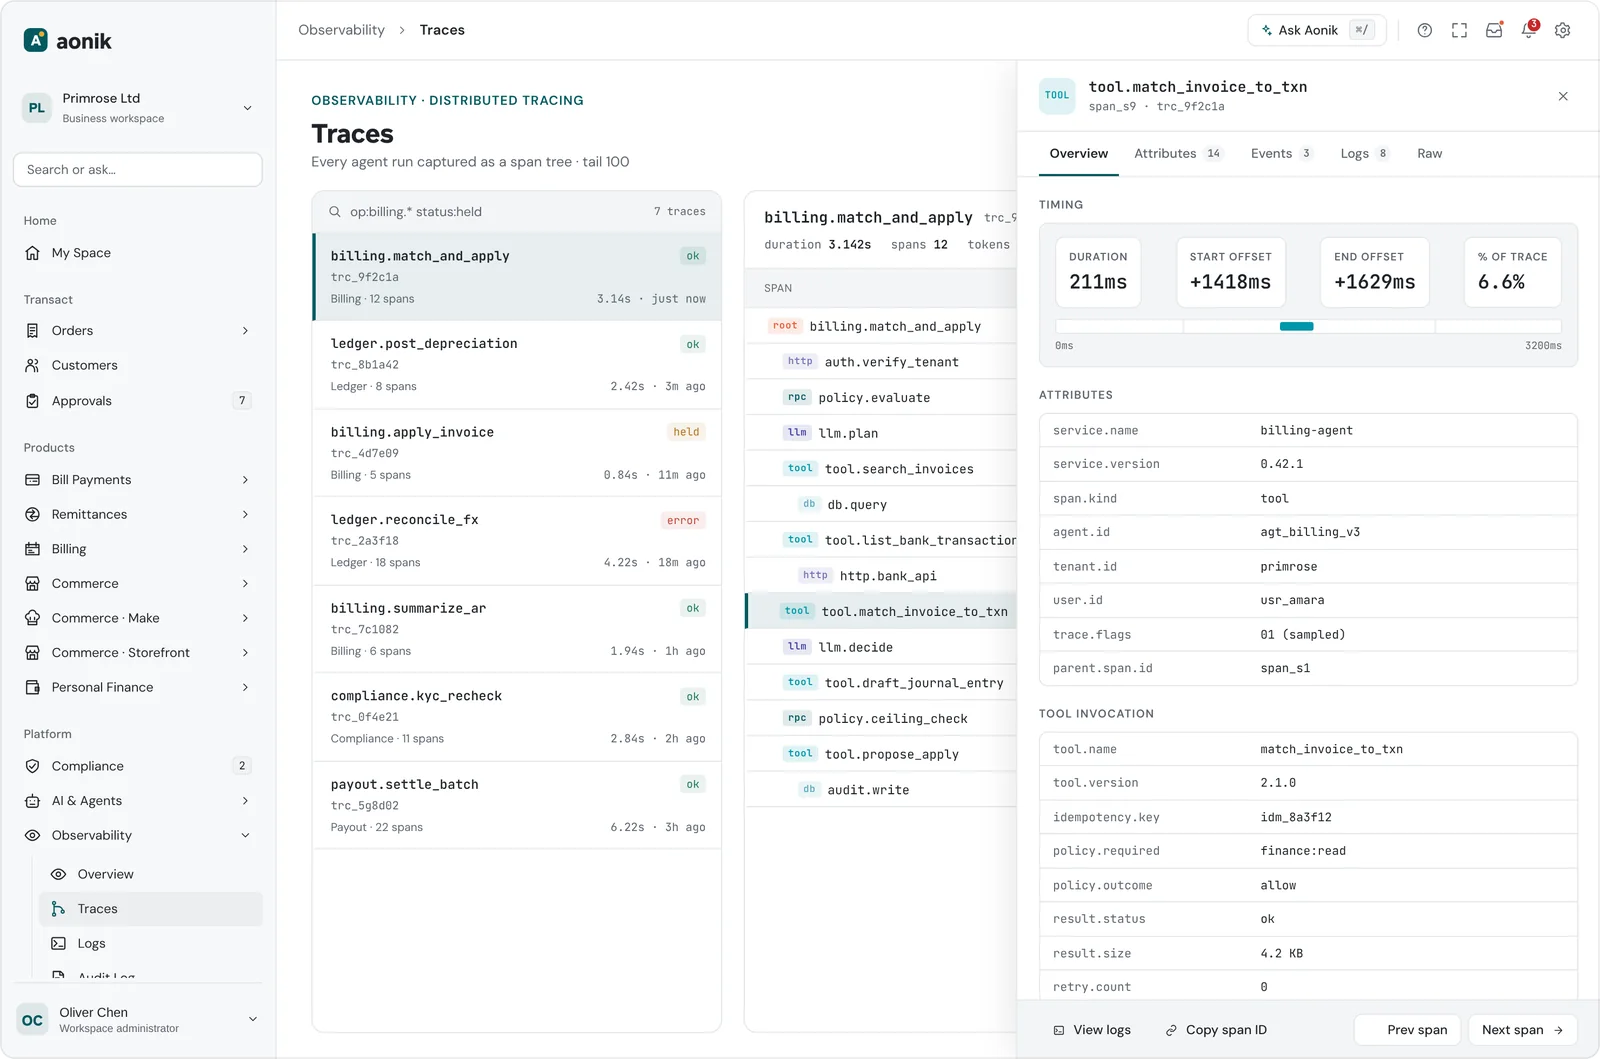 aonik
PL
Primrose Ltd
Business workspace
Search or ask...
Home
My Space
Transact
Orders
Customers
Approvals 7
Products
Bill Payments
Remittances
Billing
Commerce
Commerce · Make
Commerce · Storefront
Personal Finance
Platform
Compliance 2
AI & Agents
Observability
Overview
Traces
Logs
Audit Log
OC
Oliver Chen
Workspace administrator
Observability > Traces
Ask Aonik ⌘/
3
OBSERVABILITY · DISTRIBUTED TRACING
Traces
Every agent run captured as a span tree · tail 100
op:billing.* status:held 7 traces
billing.match_and_apply ok
trc_9f2c1a
Billing · 12 spans 3.14s · just now
ledger.post_depreciation ok
trc_8b1a42
Ledger · 8 spans 2.42s · 3m ago
billing.apply_invoice held
trc_4d7e09
Billing · 5 spans 0.84s · 11m ago
ledger.reconcile_fx error
trc_2a3f18
Ledger · 18 spans 4.22s · 18m ago
billing.summarize_ar ok
trc_7c1082
Billing · 6 spans 1.94s · 1h ago
compliance.kyc_recheck ok
trc_0f4e21
Compliance · 11 spans 2.84s · 2h ago
payout.settle_batch ok
trc_5g8d02
Payout · 22 spans 6.22s · 3h ago
billing.match_and_apply trc_9
duration 3.142s spans 12 tokens
SPAN
root billing.match_and_apply
http auth.verify_tenant
rpc policy.evaluate
llm llm.plan
tool tool.search_invoices
db db.query
tool tool.list_bank_transaction
http http.bank_api
tool tool.match_invoice_to_txn
llm llm.decide
tool tool.draft_journal_entry
rpc policy.ceiling_check
tool tool.propose_apply
db audit.write
TOOL
tool.match_invoice_to_txn
span_s9 · trc_9f2c1a
Overview Attributes 14 Events 3 Logs 8 Raw
TIMING
DURATION
211ms
START OFFSET
+1418ms
END OFFSET
+1629ms
% OF TRACE
6.6%
0ms 3200ms
ATTRIBUTES
service.name billing-agent
service.version 0.42.1
span.kind tool
agent.id agt_billing_v3
tenant.id primrose
user.id usr_amara
trace.flags 01 (sampled)
parent.span.id span_s1
TOOL INVOCATION
tool.name match_invoice_to_txn
tool.version 2.1.0
idempotency.key idm_8a3f12
policy.required finance:read
policy.outcome allow
result.status ok
result.size 4.2 KB
retry.count 0
View logs Copy span ID Prev span Next span →